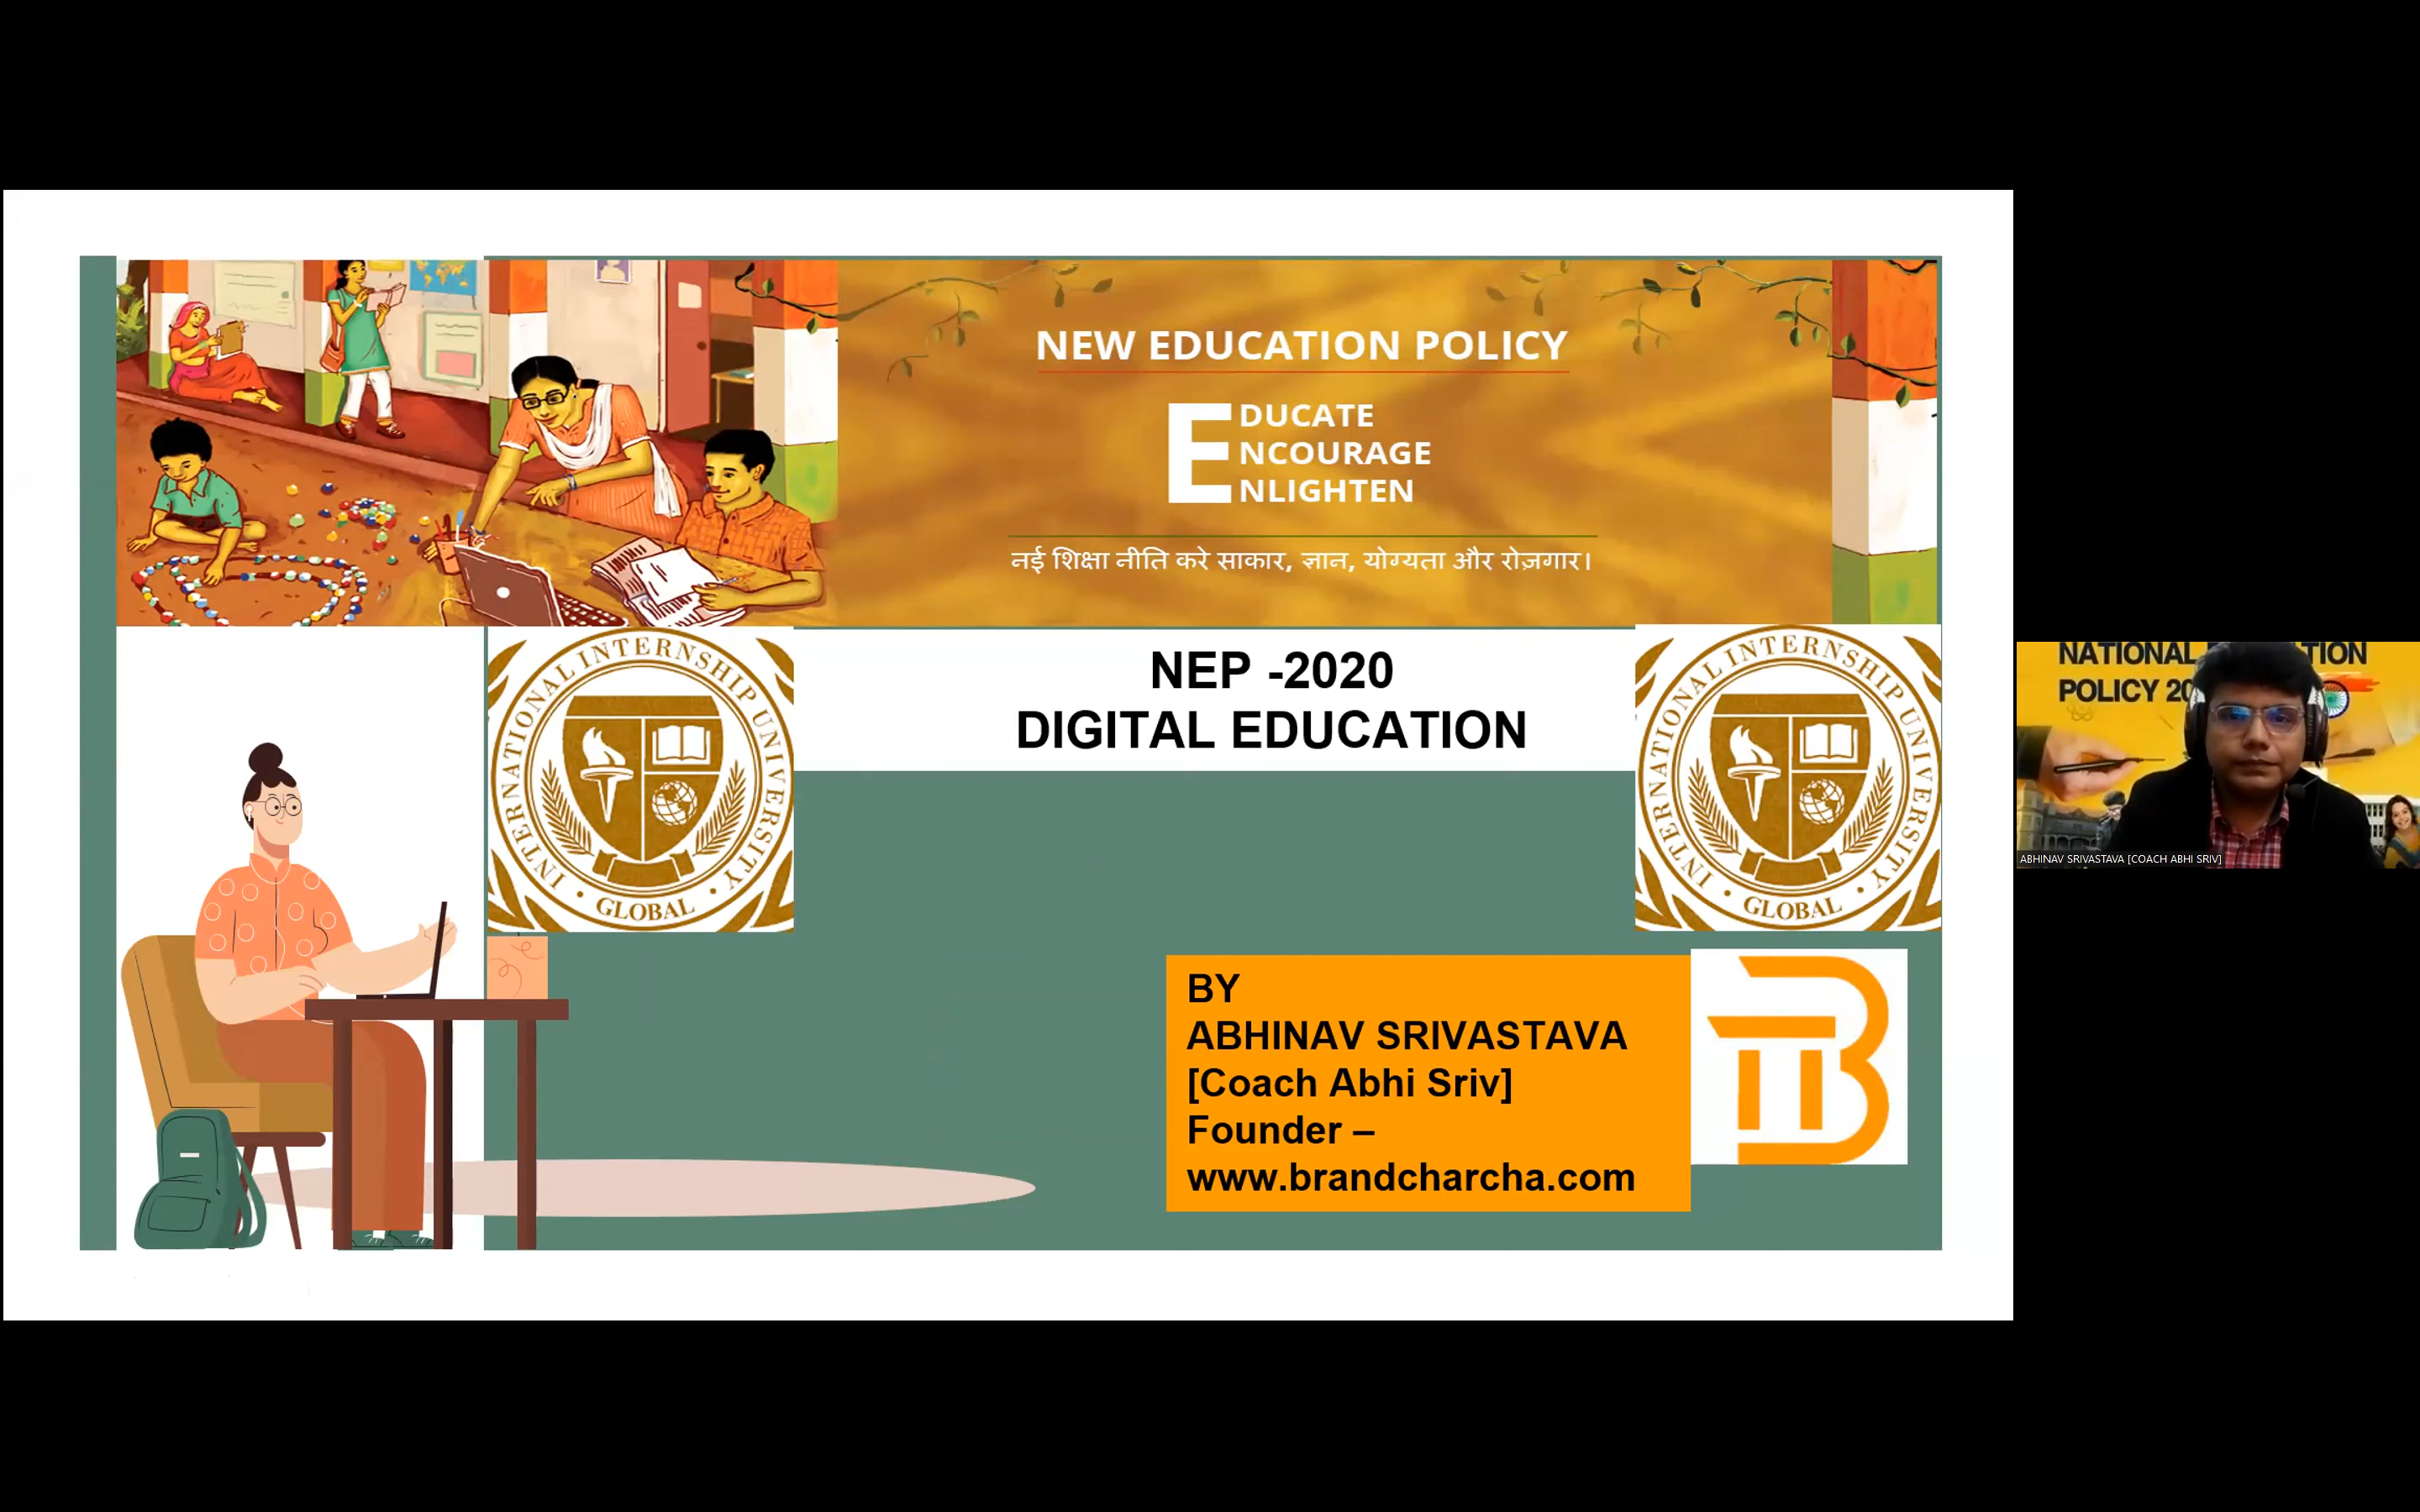 NEW EDUCATION POLICY
EDUCATE
ENCOURAGE
ENLIGHTEN
नई शिक्षा नीति करे साकार, ज्ञान, योग्यता और रोज़गार।
INTERNATIONAL INTERNSHIP UNIVERSITY
• GLOBAL •
NEP -2020
DIGITAL EDUCATION
INTERNATIONAL INTERNSHIP UNIVERSITY
• GLOBAL •
BY
ABHINAV SRIVASTAVA
[Coach Abhi Sriv]
Founder –
www.brandcharcha.com
NATIONAL TION
POLICY 20
ABHINAV SRIVASTAVA [COACH ABHI SRIV]